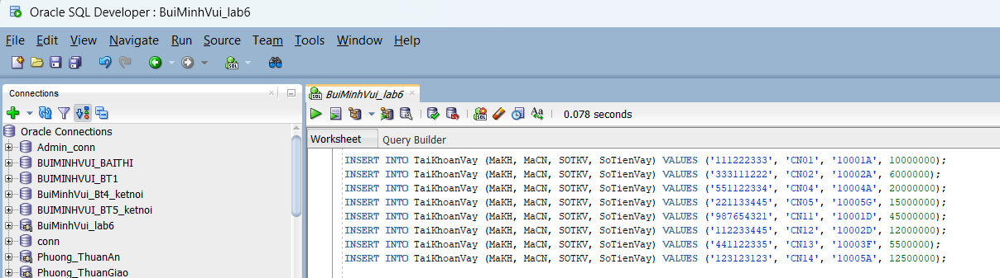 Oracle SQL Developer : BuiMinhVui_lab6
File Edit View Navigate Run Source Team Tools Window Help
SQL
Connections
Oracle Connections
Admin_conn
BUIMINHVUI_BAITHI
BUIMINHVUI_BT1
BuiMinhVui_Bt4_ketnoi
BUIMINHVUI_BT5_ketnoi
BuiMinhVui_lab6
conn
Phuong_ThuanAn
Phuong_ThuanGiao
SQL BuiMinhVui_lab6
SQL Aa 0.078 seconds
Worksheet Query Builder
INSERT INTO TaiKhoanVay (MaKH, MaCN, SOTKV, SoTienVay) VALUES ('111222333', 'CN01', '10001A', 10000000);
INSERT INTO TaiKhoanVay (MaKH, MaCN, SOTKV, SoTienVay) VALUES ('333111222', 'CN02', '10002A', 6000000);
INSERT INTO TaiKhoanVay (MaKH, MaCN, SOTKV, SoTienVay) VALUES ('551122334', 'CN04', '10004A', 20000000);
INSERT INTO TaiKhoanVay (MaKH, MaCN, SOTKV, SoTienVay) VALUES ('221133445', 'CN05', '10005G', 15000000);
INSERT INTO TaiKhoanVay (MaKH, MaCN, SOTKV, SoTienVay) VALUES ('987654321', 'CN11', '10001D', 45000000);
INSERT INTO TaiKhoanVay (MaKH, MaCN, SOTKV, SoTienVay) VALUES ('112233445', 'CN12', '10002D', 12000000);
INSERT INTO TaiKhoanVay (MaKH, MaCN, SOTKV, SoTienVay) VALUES ('441122335', 'CN13', '10003F', 5500000);
INSERT INTO TaiKhoanVay (MaKH, MaCN, SOTKV, SoTienVay) VALUES ('123123123', 'CN14', '10005A', 12500000);